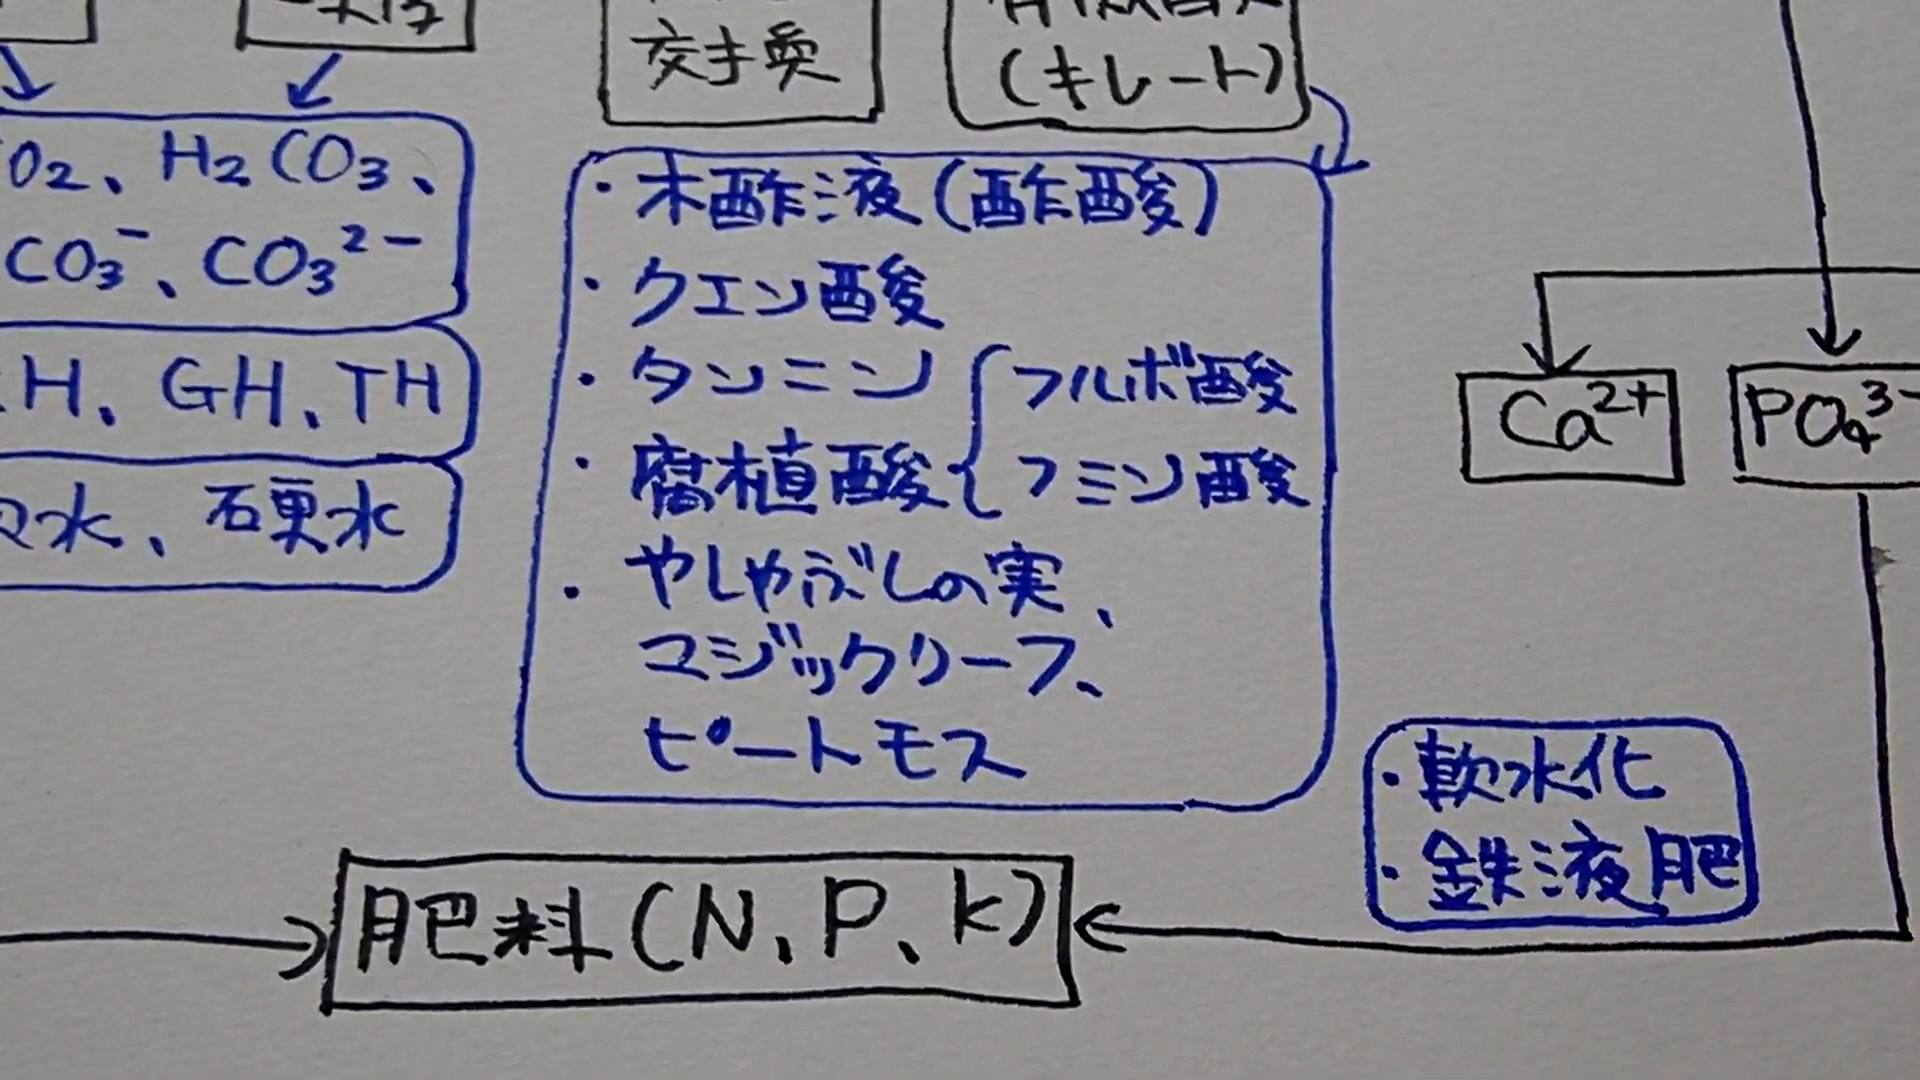 交換
(キレート)
O2、H2CO3、
CO3⁻、CO3²⁻
H、GH、TH
水、硬水
・木酢液(酢酸)
・クエン酸
・タンニン
・腐植酸{フルボ酸
フミン酸
・やしゃぶしの実、
マジックリーフ、
ピートモス
Ca²⁺
PO4³⁻
・軟水化
・鉄液肥
肥料(N、P、K)